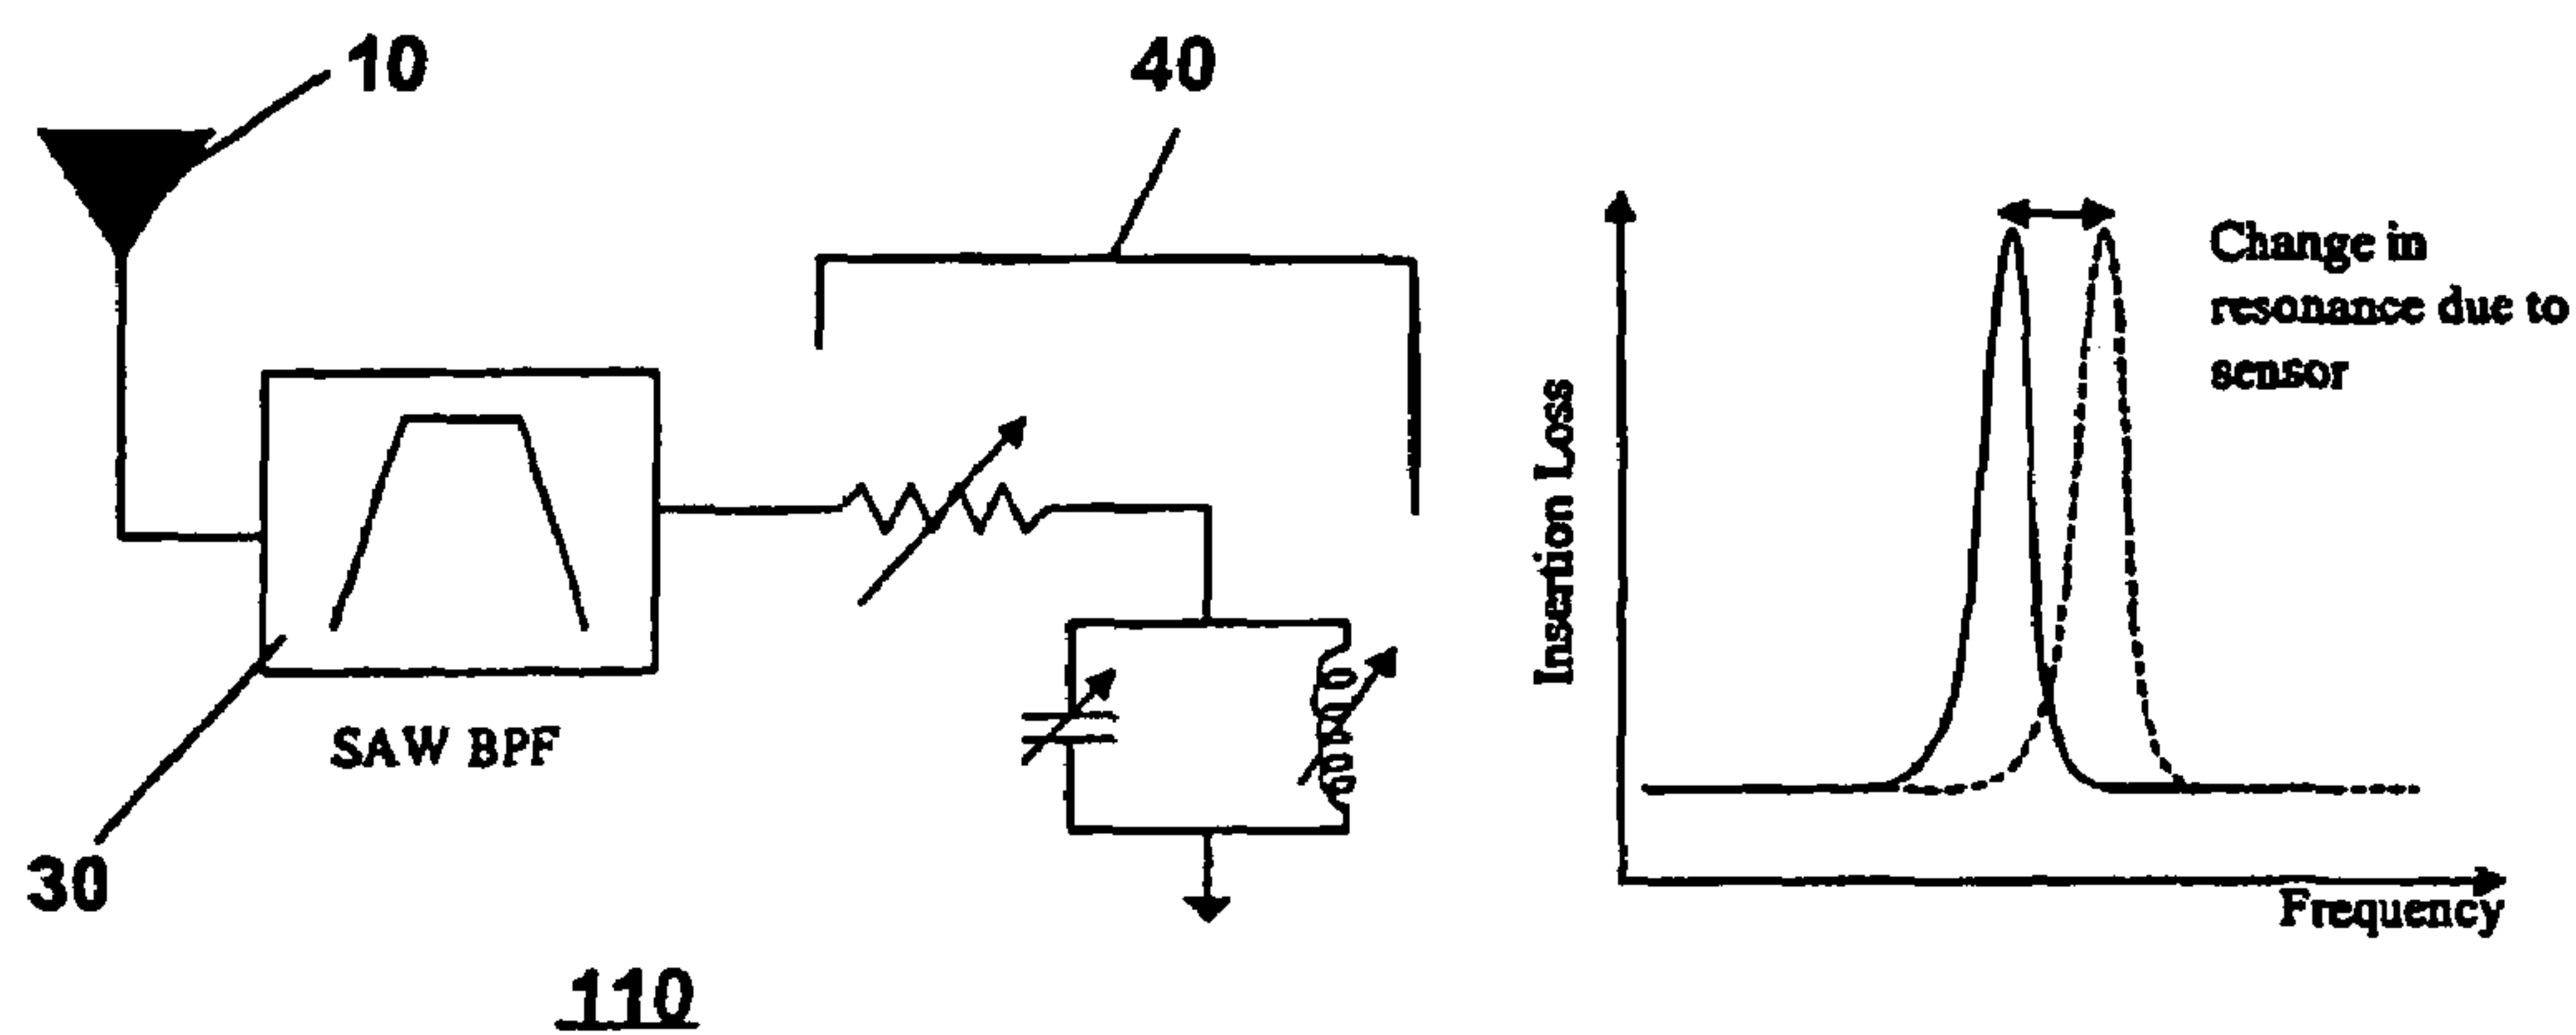 10
40
30
SAW BPF
110
Insertion Loss
Change in
resonance due to
sensor
Frequency